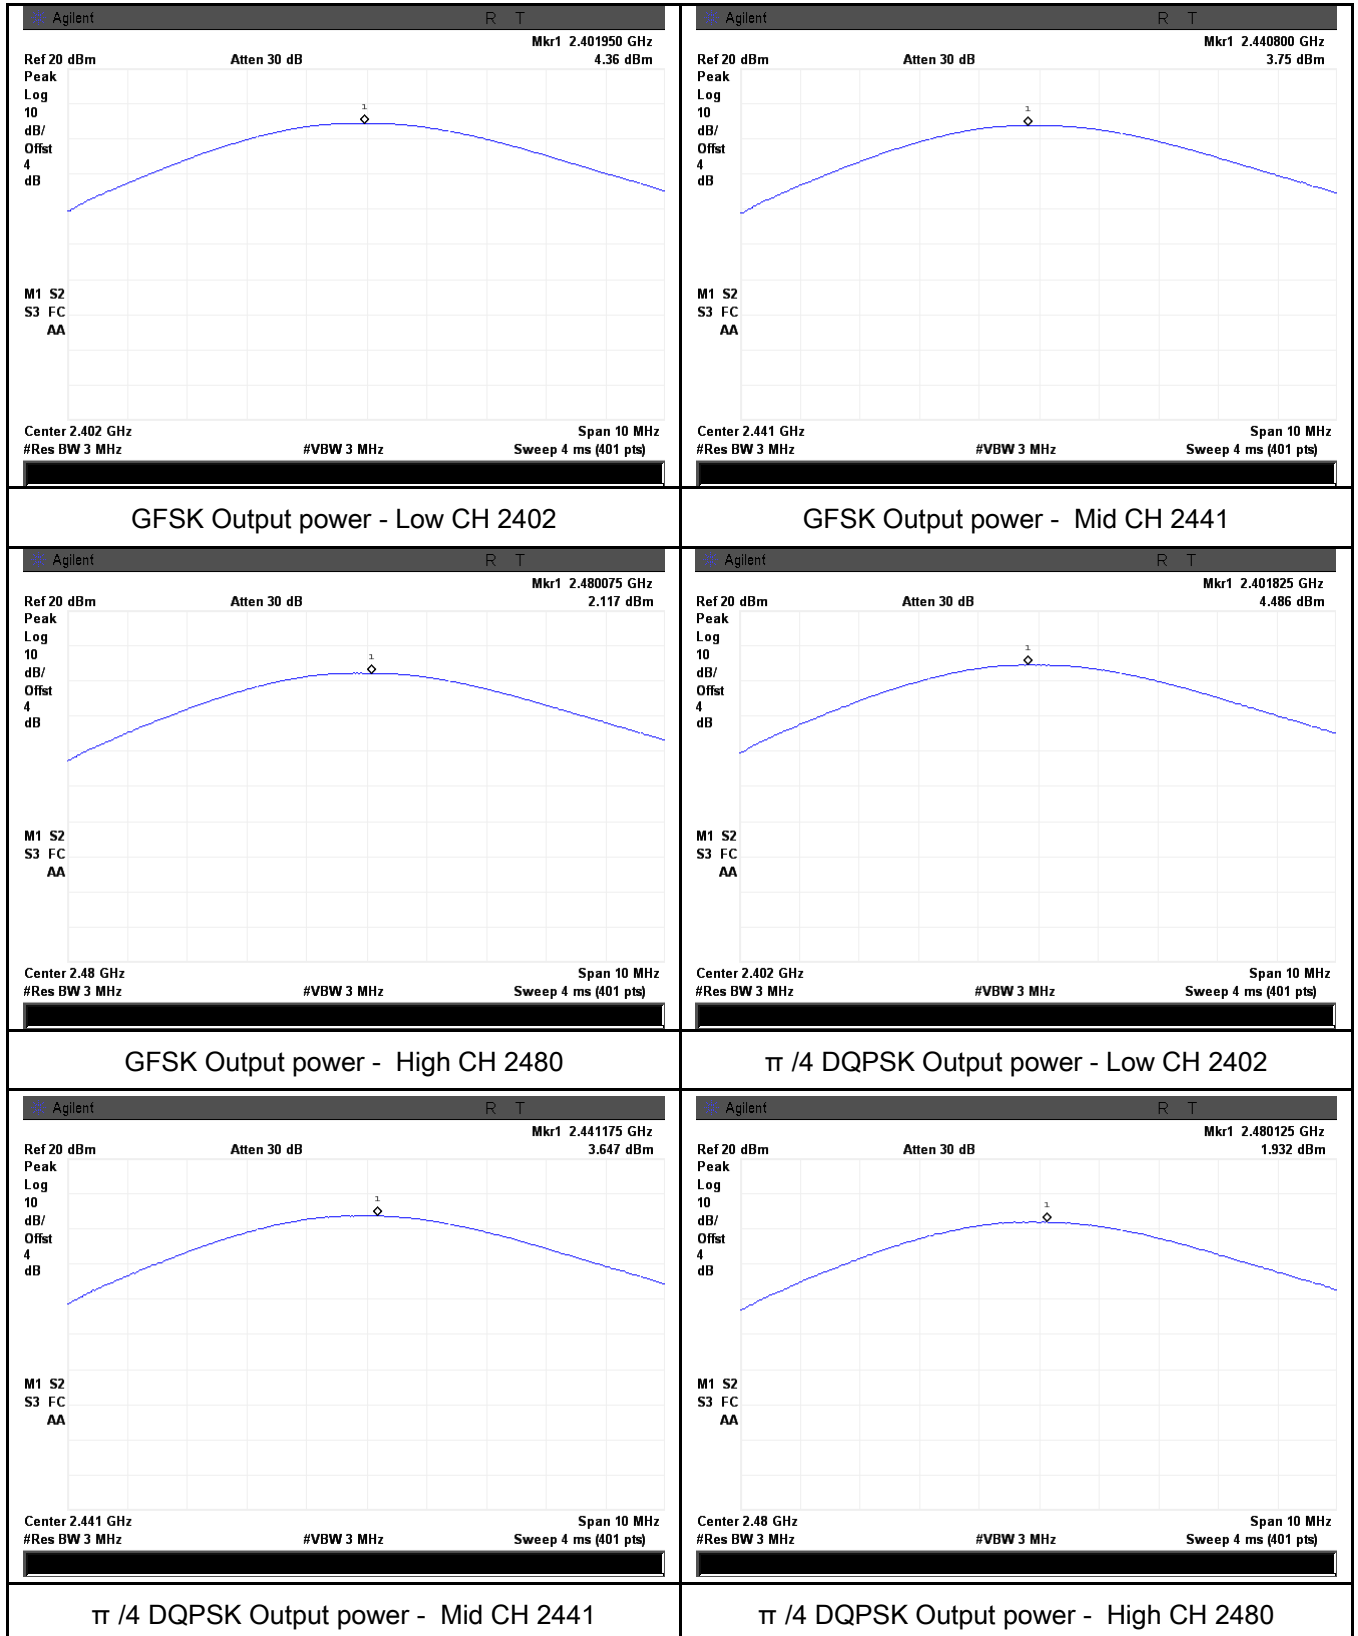 Agilent R T
Mkr1 2.401950 GHz
Ref 20 dBm Atten 30 dB 4.36 dBm
Peak
Log
10
dB/
Offst
4
dB
1
M1 S2
S3 FC
AA
Center 2.402 GHz Span 10 MHz
#Res BW 3 MHz #VBW 3 MHz Sweep 4 ms (401 pts)
GFSK Output power - Low CH 2402
Agilent R T
Mkr1 2.440800 GHz
Ref 20 dBm Atten 30 dB 3.75 dBm
Peak
Log
10
dB/
Offst
4
dB
1
M1 S2
S3 FC
AA
Center 2.441 GHz Span 10 MHz
#Res BW 3 MHz #VBW 3 MHz Sweep 4 ms (401 pts)
GFSK Output power - Mid CH 2441
Agilent R T
Mkr1 2.480075 GHz
Ref 20 dBm Atten 30 dB 2.117 dBm
Peak
Log
10
dB/
Offst
4
dB
1
M1 S2
S3 FC
AA
Center 2.48 GHz Span 10 MHz
#Res BW 3 MHz #VBW 3 MHz Sweep 4 ms (401 pts)
GFSK Output power - High CH 2480
Agilent R T
Mkr1 2.401825 GHz
Ref 20 dBm Atten 30 dB 4.486 dBm
Peak
Log
10
dB/
Offst
4
dB
1
M1 S2
S3 FC
AA
Center 2.402 GHz Span 10 MHz
#Res BW 3 MHz #VBW 3 MHz Sweep 4 ms (401 pts)
π /4 DQPSK Output power - Low CH 2402
Agilent R T
Mkr1 2.441175 GHz
Ref 20 dBm Atten 30 dB 3.647 dBm
Peak
Log
10
dB/
Offst
4
dB
1
M1 S2
S3 FC
AA
Center 2.441 GHz Span 10 MHz
#Res BW 3 MHz #VBW 3 MHz Sweep 4 ms (401 pts)
π /4 DQPSK Output power - Mid CH 2441
Agilent R T
Mkr1 2.480125 GHz
Ref 20 dBm Atten 30 dB 1.932 dBm
Peak
Log
10
dB/
Offst
4
dB
1
M1 S2
S3 FC
AA
Center 2.48 GHz Span 10 MHz
#Res BW 3 MHz #VBW 3 MHz Sweep 4 ms (401 pts)
π /4 DQPSK Output power - High CH 2480